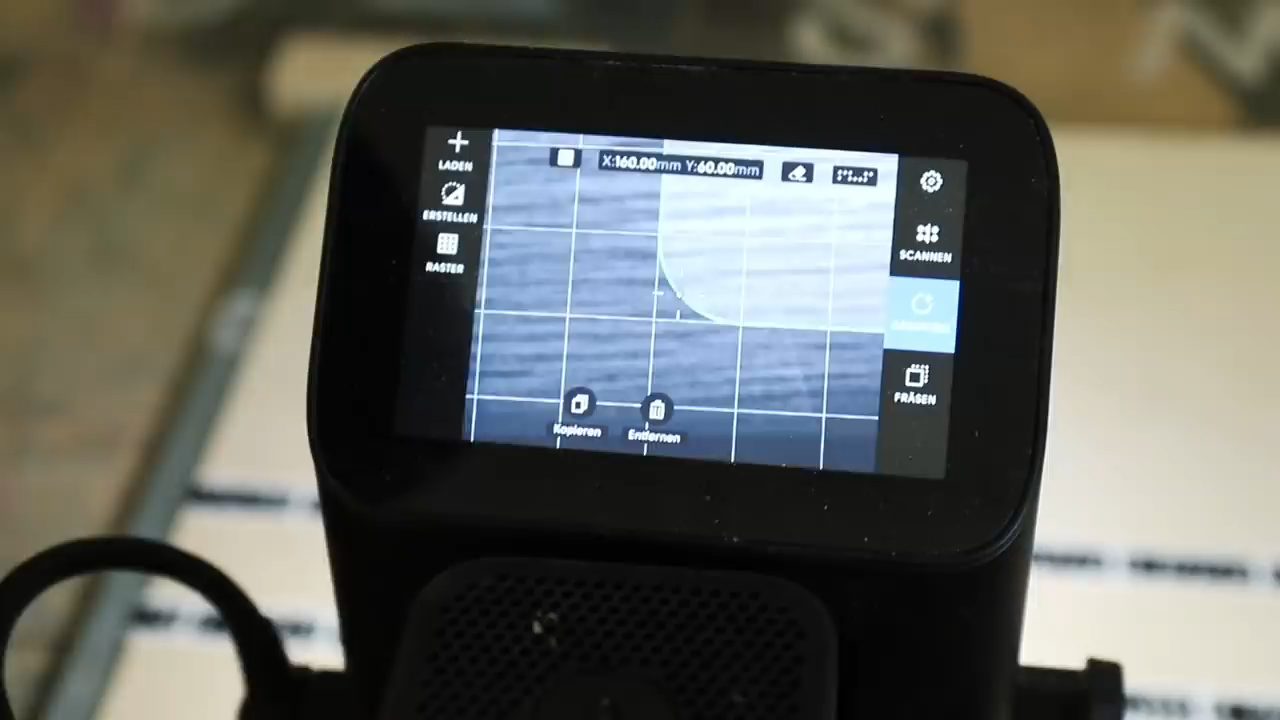 LADEN
ERSTELLEN
RASTER
X:160.00mm Y:60.00mm
Kopieren
Entfernen
SCANNEN
FRÄSEN